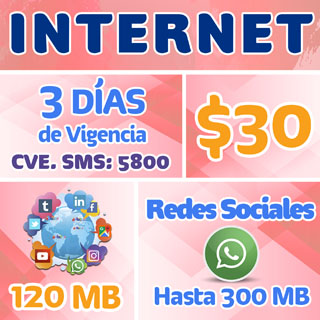 INTERNET
3 DÍAS
de Vigencia
CVE. SMS: 5800
$30
120 MB
Redes Sociales
Hasta 300 MB